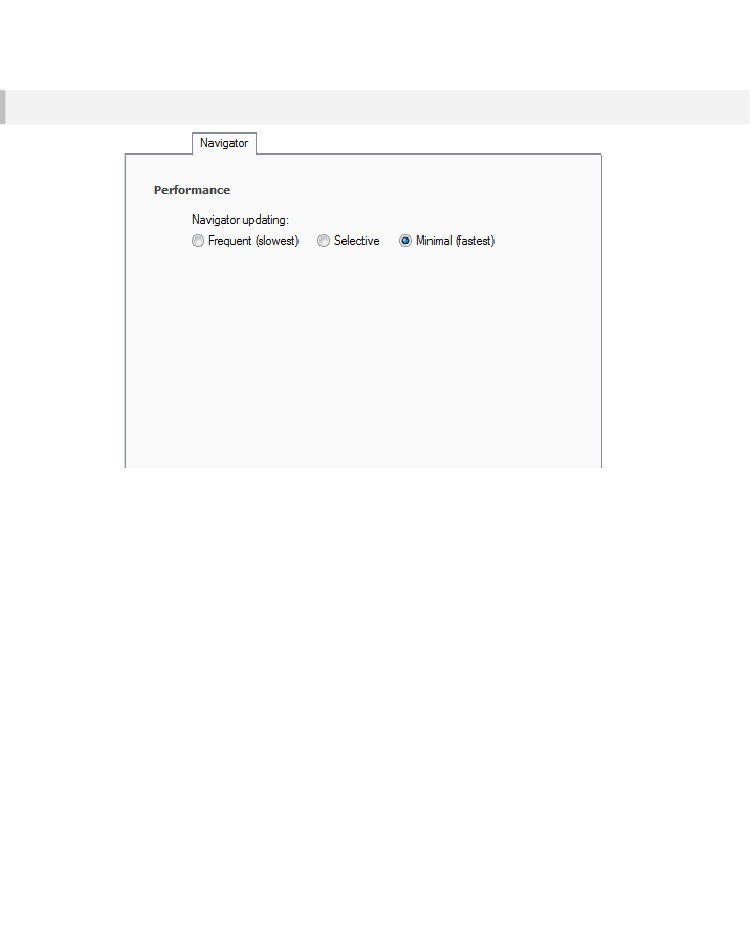 Navigator
Performance
Navigator updating:
Frequent (slowest) Selective Minimal (fastest)